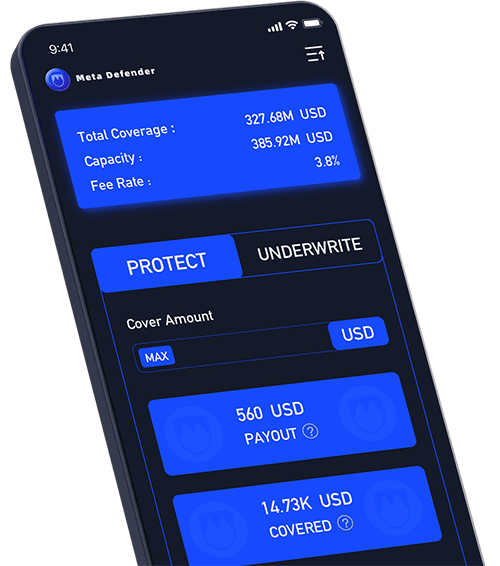 9:41
Meta Defender
Total Coverage : 327.68M USD
Capacity : 385.92M USD
Fee Rate : 3.8%
PROTECT UNDERWRITE
Cover Amount
MAX USD
560 USD
PAYOUT ?
14.73K USD
COVERED ?